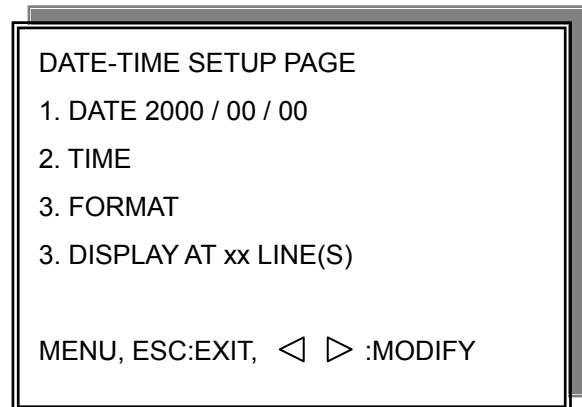 DATE-TIME SETUP PAGE
1. DATE 2000 / 00 / 00
2. TIME
3. FORMAT
3. DISPLAY AT xx LINE(S)
MENU, ESC:EXIT, ◁ ▷ :MODIFY